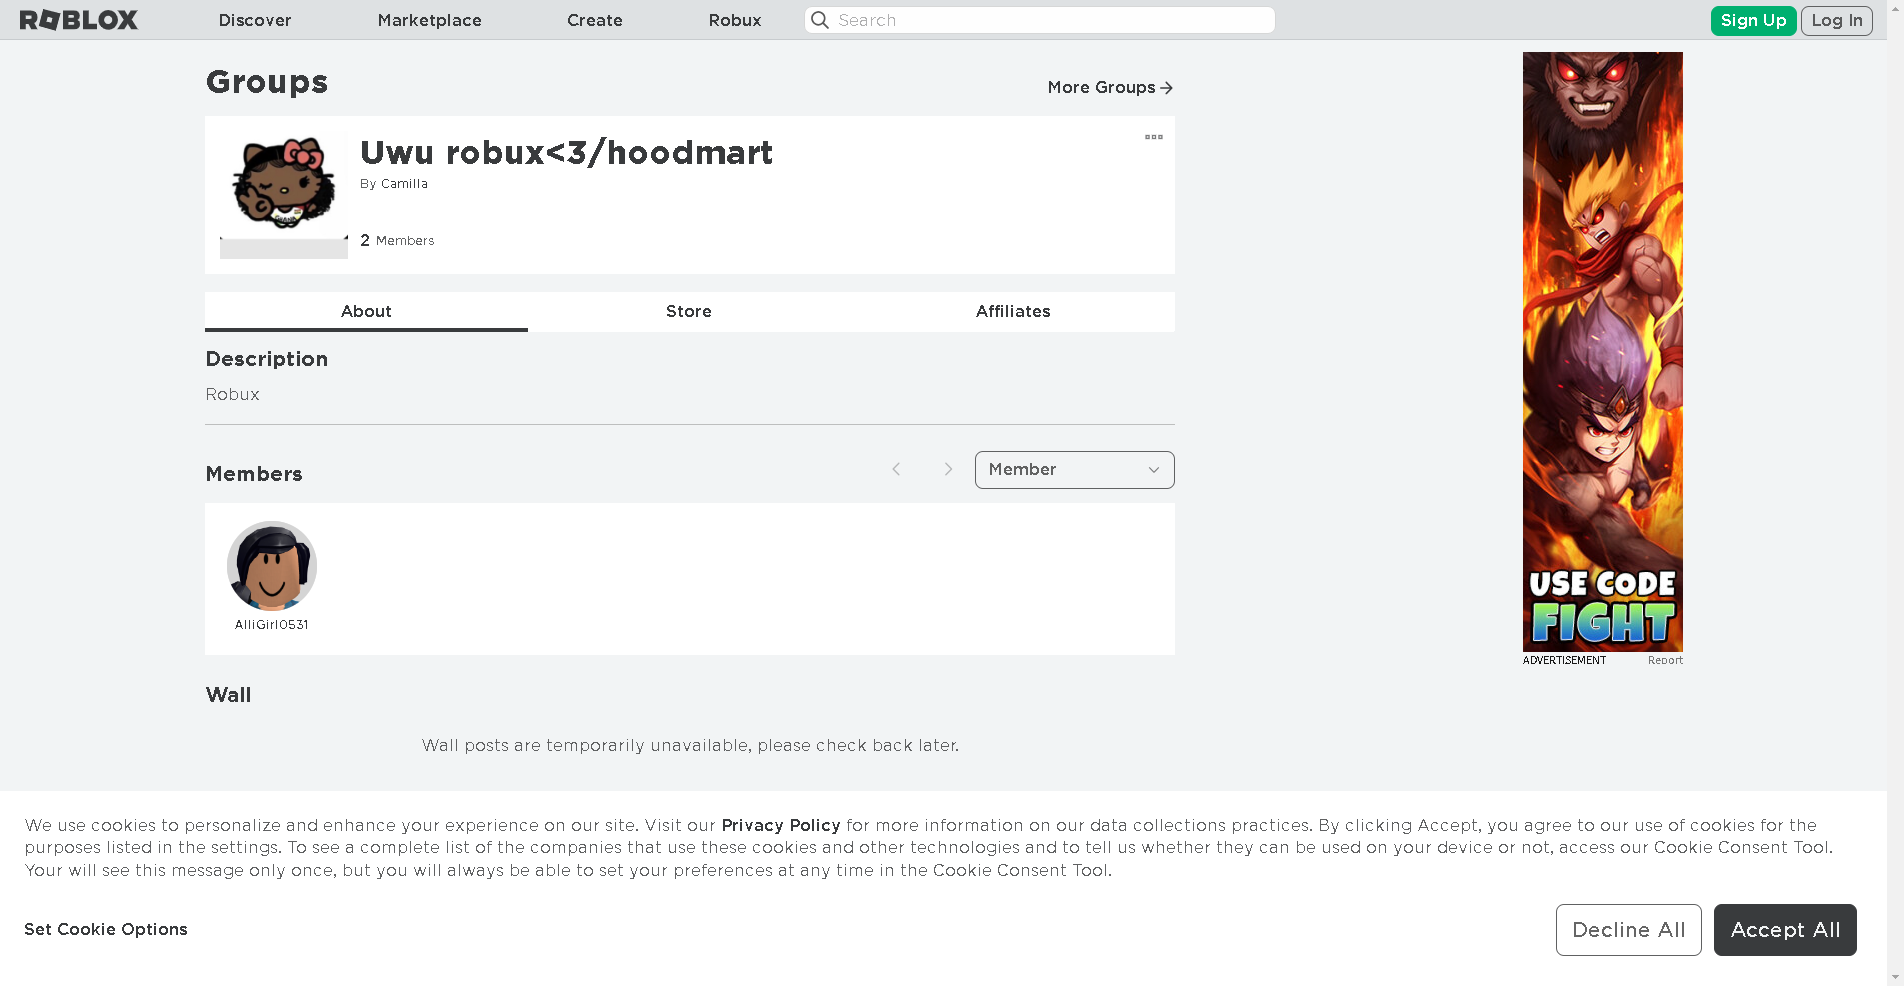 ROBLOX
Discover
Marketplace
Create
Robux
Search
Sign Up
Log In
Groups
More Groups
Uwu robux<3/hoodmart
By Camilla
2 Members
About
Store
Affiliates
Description
Robux
Members
Member
AlliGirl0531
Wall
Wall posts are temporarily unavailable, please check back later.
USE CODE
FIGHT
ADVERTISEMENT
Report
We use cookies to personalize and enhance your experience on our site. Visit our Privacy Policy for more information on our data collections practices. By clicking Accept, you agree to our use of cookies for the
purposes listed in the settings. To see a complete list of the companies that use these cookies and other technologies and to tell us whether they can be used on your device or not, access our Cookie Consent Tool.
Your will see this message only once, but you will always be able to set your preferences at any time in the Cookie Consent Tool.
Set Cookie Options
Decline All
Accept All